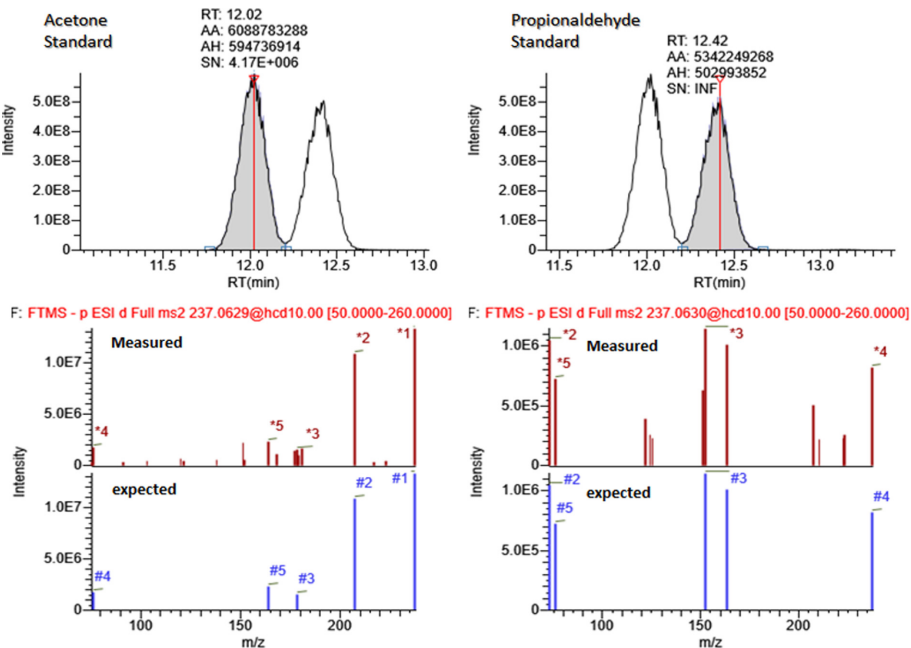 Acetone
Standard
RT: 12.02
AA: 6088783288
AH: 594736914
SN: 4.17E+006
Intensity
5.0E8
4.0E8
3.0E8
2.0E8
1.0E8
0
11.5 12.0 12.5 13.0
RT(min)
Propionaldehyde
Standard
RT: 12.42
AA: 5342249268
AH: 502993852
SN: INF
Intensity
5.0E8
4.0E8
3.0E8
2.0E8
1.0E8
0
11.5 12.0 12.5 13.0
RT(min)
F: FTMS - p ESI d Full ms2 237.0629@hcd10.00 [50.0000-260.0000]
Measured
*2 *1
*4 *5 *3
Intensity
1.0E7
5.0E6
0
expected
#2 #1
#4 #5 #3
1.0E7
5.0E6
0
100 150 200
m/z
F: FTMS - p ESI d Full ms2 237.0630@hcd10.00 [50.0000-260.0000]
*2 Measured *3
*5 *4
Intensity
1.0E6
5.0E5
0
#2 expected #3
#5 #4
Intensity
1.0E6
5.0E5
0
100 150 200
m/z